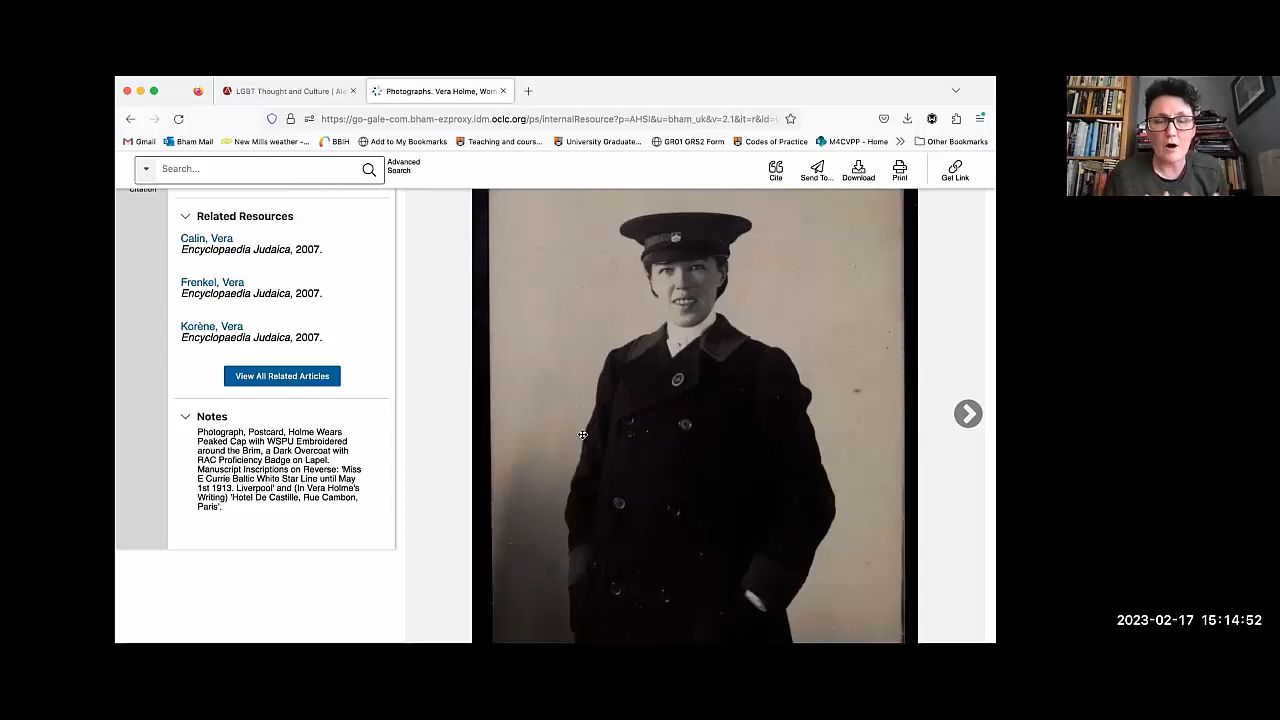 LGBT Thought and Culture | Ale
Photographs. Vera Holme, Wom
https://go-gale-com.bham-ezproxy.idm.oclc.org/ps/internalResource?p=AHSI&u=bham_uk&v=2.1&it=r&id=
Gmail Bham Mail New Mills weather -... BBIH Add to My Bookmarks Teaching and cours... University Graduate... GR01 GRS2 Form Codes of Practice M4CVPP - Home Other Bookmarks
Search...
Advanced
Search
Cite Send To... Download Print Get Link
Citation
Related Resources
Calin, Vera
Encyclopaedia Judaica, 2007.
Frenkel, Vera
Encyclopaedia Judaica, 2007.
Korène, Vera
Encyclopaedia Judaica, 2007.
View All Related Articles
Notes
Photograph, Postcard, Holme Wears
Peaked Cap with WSPU Embroidered
around the Brim, a Dark Overcoat with
RAC Proficiency Badge on Lapel.
Manuscript Inscriptions on Reverse: 'Miss
E Currie Baltic White Star Line until May
1st 1913. Liverpool' and (In Vera Holme's
Writing) 'Hotel De Castille, Rue Cambon,
Paris'.
2023-02-17 15:14:52